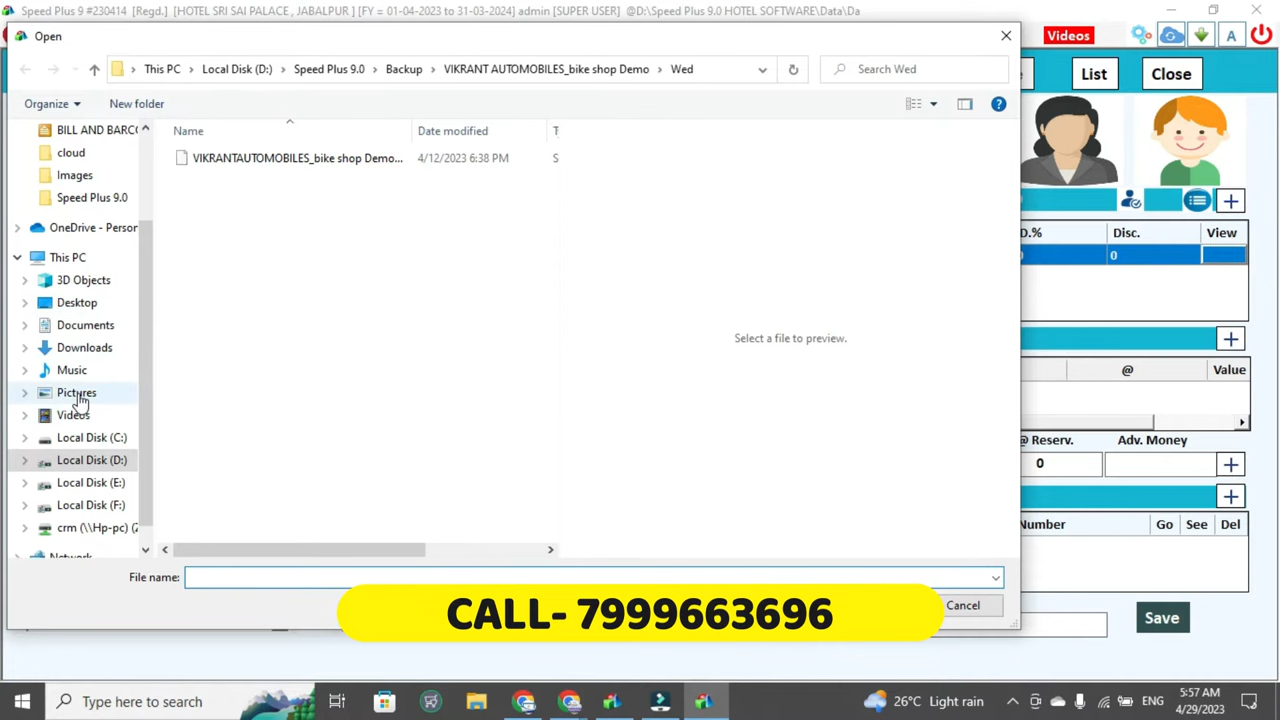 Speed Plus 9 #230414 [Regd.] [HOTEL SRI SAI PALACE , JABALPUR ] [FY = 01-04-2023 to 31-03-2024] admin [SUPER USER] @D:\Speed Plus 9.0 HOTEL SOFTWARE\Data\Da
Open
Videos
A
This PC > Local Disk (D:) > Speed Plus 9.0 > Backup > VIKRANT AUTOMOBILES_bike shop Demo > Wed
Search Wed
List
Close
Organize
New folder
Name
Date modified
VIKRANTAUTOMOBILES_bike shop Demo...
4/12/2023 6:38 PM
S
BILL AND BARC
cloud
Images
Speed Plus 9.0
OneDrive - Person
This PC
3D Objects
Desktop
Documents
Downloads
Music
Pictures
Videos
Local Disk (C:)
Local Disk (D:)
Local Disk (E:)
Local Disk (F:)
crm (\\Hp-pc) (Z
Network
Select a file to preview.
D.%
Disc.
View
0
@
Value
@ Reserv.
Adv. Money
0
Number
Go
See
Del
File name:
Cancel
Save
CALL- 7999663696
Type here to search
26°C Light rain
ENG
5:57 AM
4/29/2023